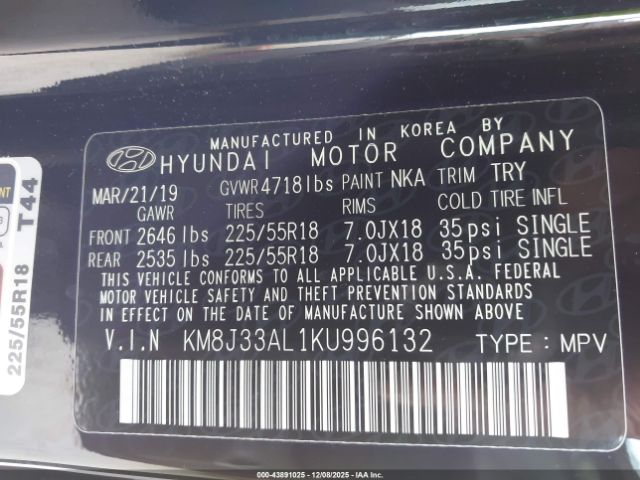 MANUFACTURED IN KOREA BY
HYUNDAI MOTOR COMPANY
MAR/21/19 GVWR 4718 lbs PAINT NKA TRIM TRY
GAWR TIRES RIMS COLD TIRE INFL
FRONT 2646 lbs 225/55R18 7.0JX18 35psi SINGLE
REAR 2535 lbs 225/55R18 7.0JX18 35psi SINGLE
THIS VEHICLE CONFORMS TO ALL APPLICABLE U.S.A. FEDERAL
MOTOR VEHICLE SAFETY AND THEFT PREVENTION STANDARDS
IN EFFECT ON THE DATE OF MANUFACTURE SHOWN ABOVE
V.I.N KM8J33AL1KU996132 TYPE : MPV
225/55R18 T44
000-43891025 - 12/08/2025 - IAAI.com